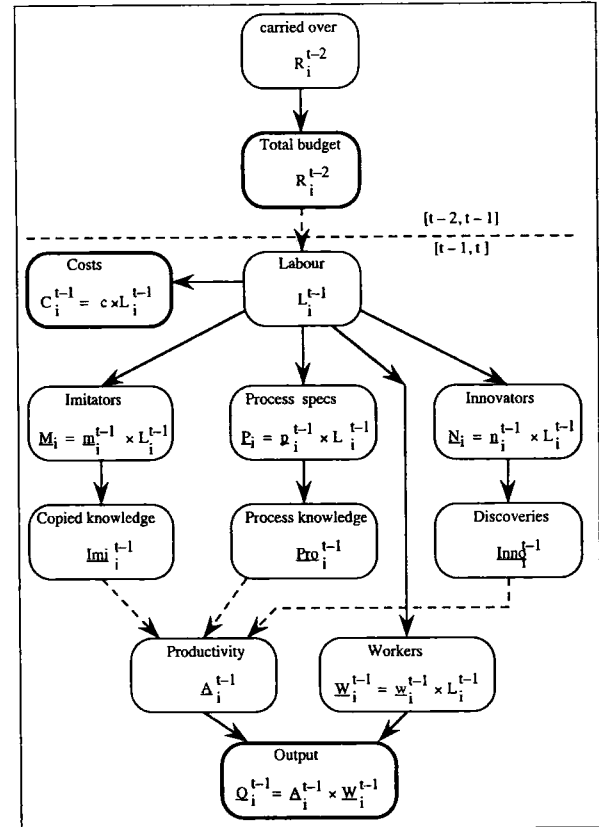 carried over
R_i^{t-2}
Total budget
R_i^{t-2}
[t-2, t-1]
[t-1, t]
Costs
C_i^{t-1} = c × L_i^{t-1}
Labour
L_i^{t-1}
Imitators
M_i = m_i^{t-1} × L_i^{t-1}
Process specs
P_i = p_i^{t-1} × L_i^{t-1}
Innovators
N_i = n_i^{t-1} × L_i^{t-1}
Copied knowledge
Imi_i^{t-1}
Process knowledge
Pro_i^{t-1}
Discoveries
Inno_i^{t-1}
Productivity
A_i^{t-1}
Workers
W_i^{t-1} = w_i^{t-1} × L_i^{t-1}
Output
Q_i^{t-1} = A_i^{t-1} × W_i^{t-1}